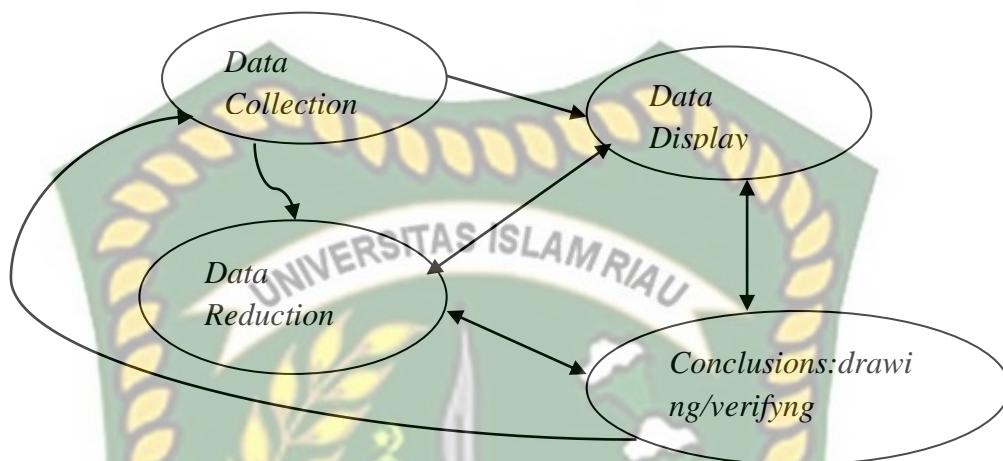 Data
Collection
Data
Display
UNIVERSITAS ISLAM RIAU
Data
Reduction
Conclusions:drawi
ng/verifyng